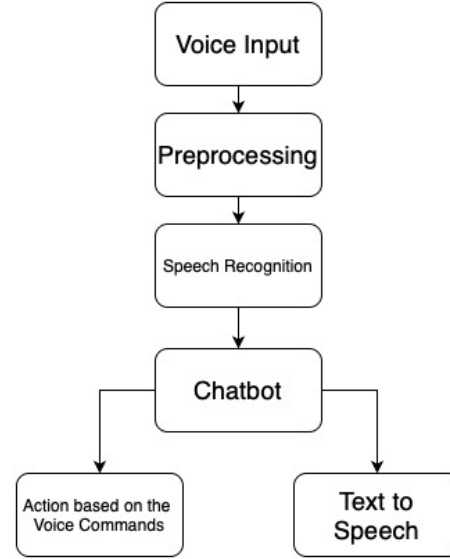 Voice Input
Preprocessing
Speech Recognition
Chatbot
Action based on the
Voice Commands
Text to
Speech